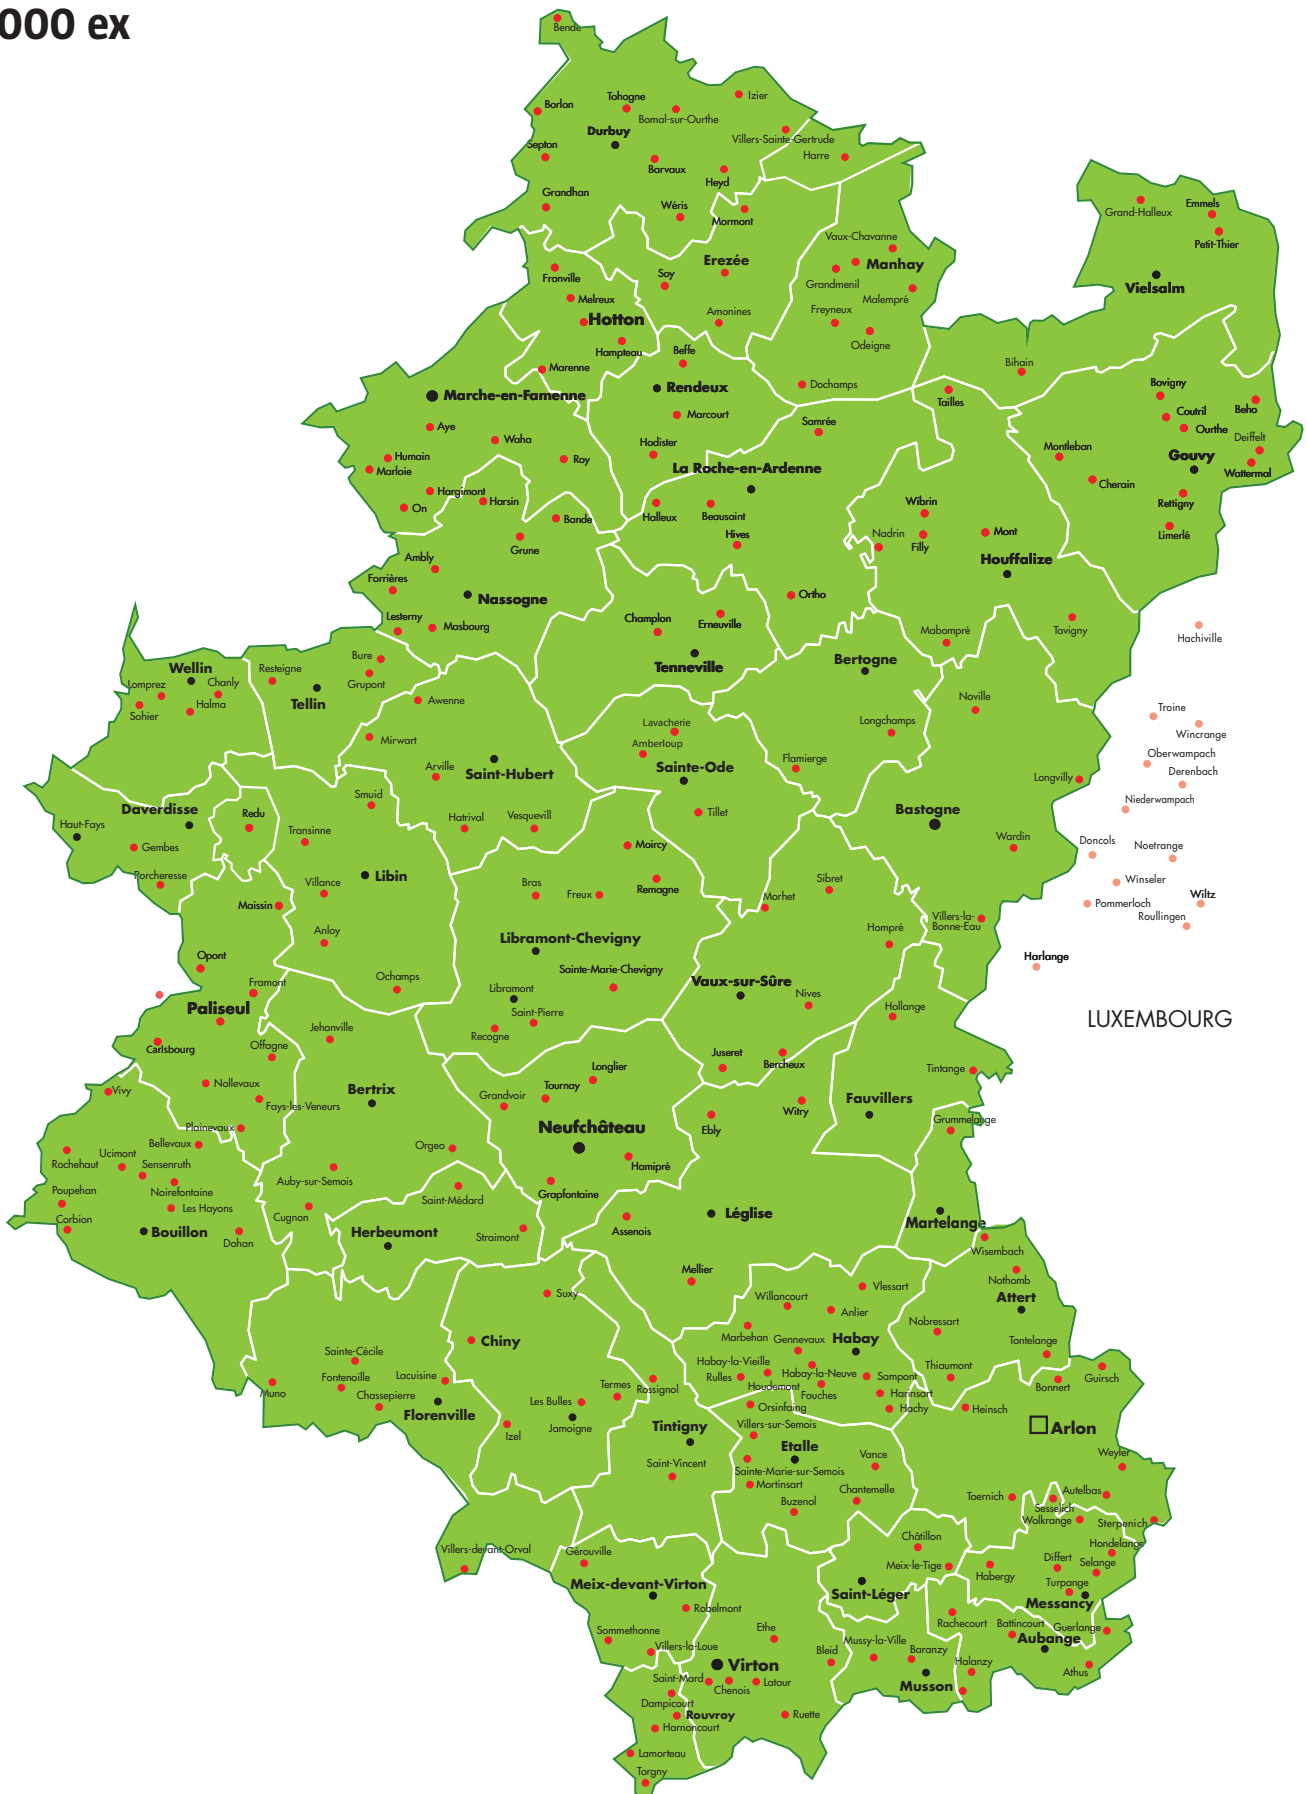 000 ex
Bende
Borlon
Tohogne
Bomal-sur-Ourthe
Izier
Durbuy
Villers-Sainte-Gertrude
Septon
Barvaux
Heyd
Harre
Grandhan
Wéris
Mormont
Grand-Halleux
Emmels
Petit-Thier
Vielsalm
Vaux-Chavanne
Manhay
Grandmenil
Malempré
Freyneux
Odeigne
Erezée
Soy
Amonines
Fronville
Melreux
Hotton
Hampteau
Marenne
Beffe
Rendeux
Marcourt
Hodister
Dochamps
Samrée
Bihain
Tailles
Marche-en-Famenne
Aye
Waha
Humain
Marloie
Roy
Hargimont
Harsin
On
Bande
Grune
La Roche-en-Ardenne
Halleux
Beausaint
Hives
Ortho
Bovigny
Beho
Coutril
Ourthe
Deiffelt
Montleban
Gouvy
Wattermal
Cherain
Rettigny
Limerlé
Wibrin
Nadrin
Filly
Mont
Houffalize
Mabompré
Tavigny
Hachiville
Ambly
Forrières
Nassogne
Lesterny
Masbourg
Champlon
Erneuville
Tenneville
Bertogne
Noville
Longchamps
Flamierge
Longvilly
Wellin
Chanly
Lomprez
Halma
Sohier
Resteigne
Bure
Grupont
Tellin
Awenne
Mirwart
Arville
Saint-Hubert
Smuid
Hatrival
Vesquevill
Lavacherie
Amberloup
Sainte-Ode
Tillet
Troine
Wincrange
Oberwampach
Derenbach
Niederwampach
Doncols
Noetrange
Winseler
Pommerloch
Wiltz
Roullingen
Harlange
LUXEMBOURG
Bastogne
Wardin
Villers-la-
Bonne-Eau
Daverdisse
Haut-Fays
Gembes
Porcheresse
Redu
Transinne
Libin
Villance
Maissin
Anloy
Ochamps
Moircy
Bras
Freux
Remagne
Libramont-Chevigny
Sainte-Marie-Chevigny
Libramont
Saint-Pierre
Recogne
Morhet
Sibret
Hompré
Vaux-sur-Sûre
Nives
Hollange
Juseret
Bercheux
Tintange
Opont
Framont
Paliseul
Carlsbourg
Offagne
Nollevaux
Fays-les-Veneurs
Plainevaux
Jehonville
Bertrix
Orgeo
Auby-sur-Semois
Cugnon
Longlier
Tournay
Grandvoir
Neufchâteau
Hamipré
Grapfontaine
Assenois
Witry
Ebly
Léglise
Mellier
Fauvillers
Grummelange
Martelange
Wisembach
Vivy
Bellevaux
Ucimont
Rochehaut
Sensenruth
Noirefontaine
Poupehan
Les Hayons
Corbion
Bouillon
Dohan
Saint-Médard
Herbeumont
Straimont
Suxy
Chiny
Sainte-Cécile
Fontenoille
Lacuisine
Muno
Chassepierre
Florenville
Les Bulles
Termes
Rossignol
Izel
Jamoigne
Tintigny
Saint-Vincent
Nothomb
Attert
Nobressart
Tontelange
Thiaumont
Guirsch
Bonnert
Heinsch
Arlon
Vlessart
Willancourt
Anlier
Marbehan
Gennevaux
Habay
Habay-la-Vieille
Rulles
Houdemont
Habay-la-Neuve
Sampont
Fouches
Harinsart
Hachy
Orsinfaing
Villers-sur-Semois
Etalle
Vance
Sainte-Marie-sur-Semois
Mortinsart
Chantemelle
Buzenol
Weyler
Toernich
Autelbas
Sesselich
Wolkrange
Sterpenich
Hondelange
Châtillon
Meix-le-Tige
Saint-Léger
Habergy
Differt
Selange
Turpange
Messancy
Villers-devant-Orval
Gérouville
Meix-devant-Virton
Robelmont
Sommethonne
Villers-la-Loue
Ethe
Virton
Saint-Mard
Chenois
Latour
Bleid
Mussy-la-Ville
Baranzy
Musson
Rachecourt
Battincourt
Guerlange
Aubange
Halanzy
Athus
Dampicourt
Rouvroy
Harnoncourt
Ruette
Lamorteau
Torgny